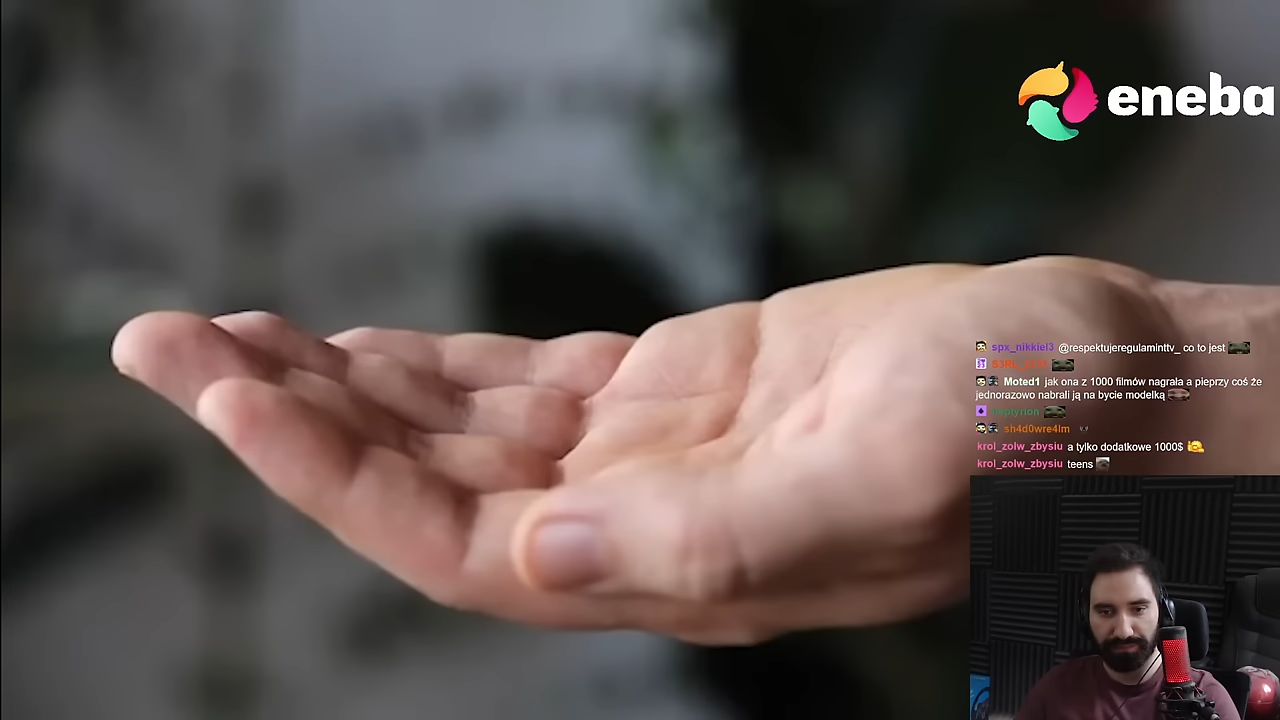 eneba
spx_nikkiel3 @respektujeregulaminttv_ co to jest
Moted1 jak ona z 1000 filmów nagrała a pieprzy coś że
jednorazowo nabrali ją na bycie modelką
sh4d0wre4lm
krol_zolw_zbysiu a tylko dodatkowe 1000$
krol_zolw_zbysiu teens